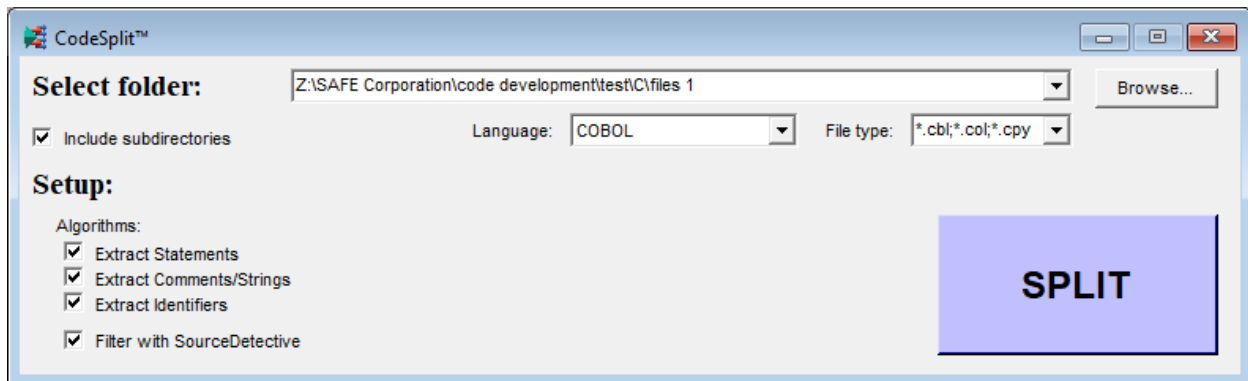 CodeSplit™
Select folder: Z:\SAFE Corporation\code development\test\C\files 1 Browse...
Include subdirectories Language: COBOL File type: *.cbl;*.col;*.cpy
Setup:
Algorithms:
Extract Statements
Extract Comments/Strings
Extract Identifiers
Filter with SourceDetective
SPLIT